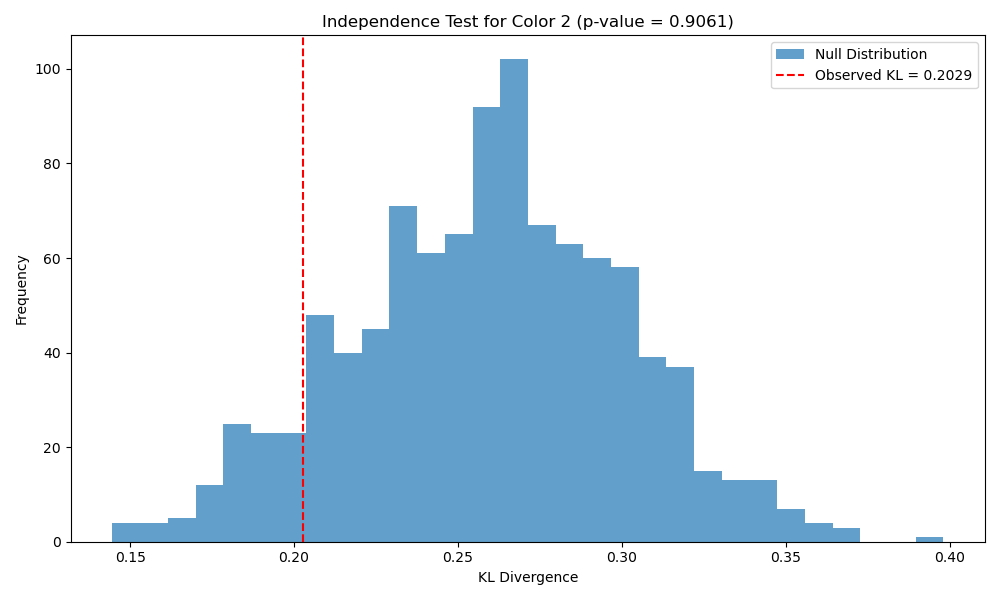 Independence Test for Color 2 (p-value = 0.9061)
Null Distribution
Observed KL = 0.2029
Frequency
100
80
60
40
20
0
0.15 0.20 0.25 0.30 0.35 0.40
KL Divergence